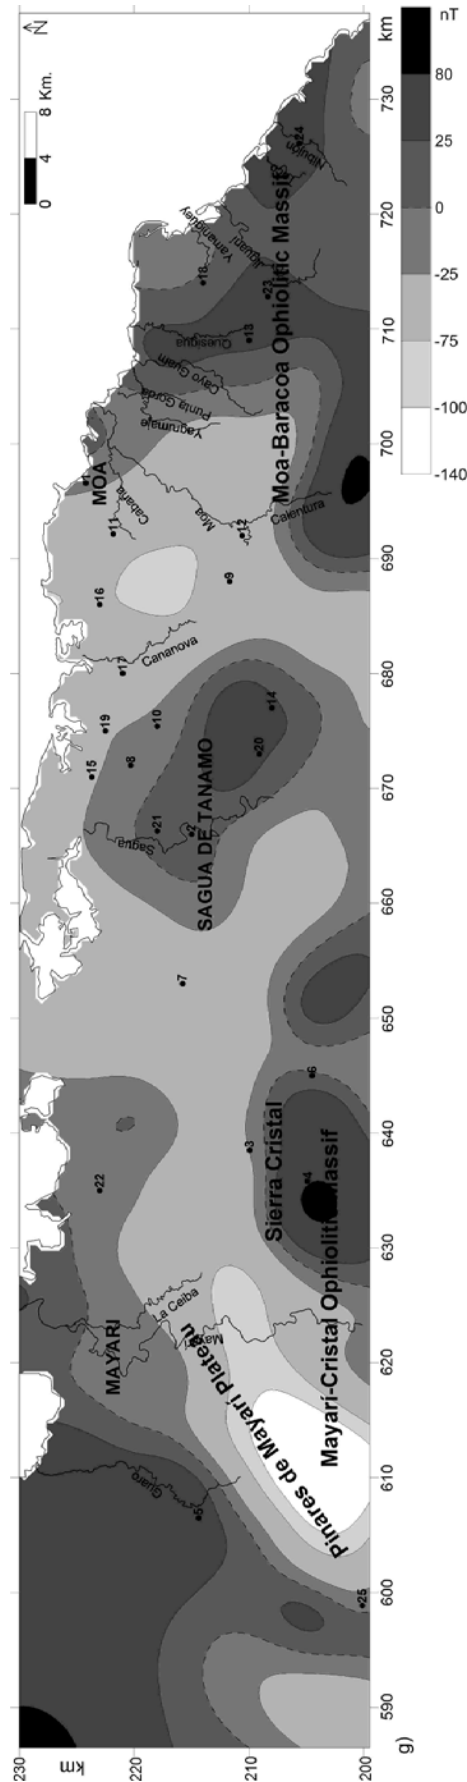 N
0 4 8 Km.
230
220
210
200
km
g)
590
600
610
620
630
640
650
660
670
680
690
700
710
720
730
km
nT
80
25
0
-25
-75
-100
-140
MAYARI
Guaro
5
22
La Ceiba
Mayari
Pinares de Mayari Plateau
Mayari-Cristal Ophiolitic Massif
Sierra Cristal
25
3
4
6
7
SAGUA DE TANAMO
Sagua
2
21
8
15
19
10
17
20
14
Cananova
16
11
9
12
MOA
1
Cabaña
Moa
Calentura
Yagrumaje
Punta Gorda
Cayo Guam
Quesigua
13
18
23
Moa-Baracoa Ophiolitic Massif
Yamaniguey
Jiguani
Nibujón
24